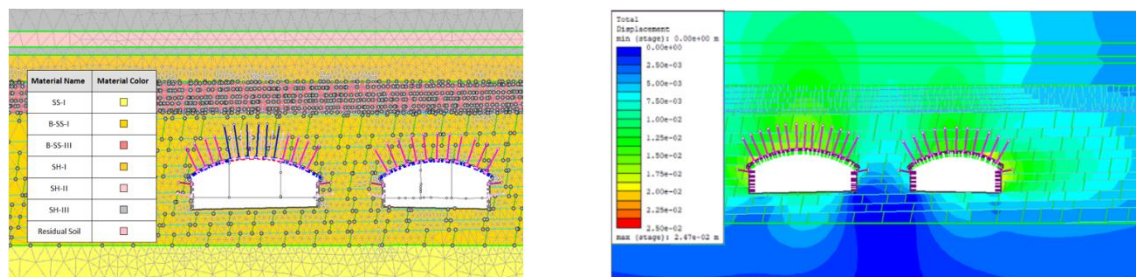 Material Name Material Color
SS-I
B-SS-I
B-SS-III
SH-I
SH-II
SH-III
Residual Soil
Total
Displacement
min (stage): 0.00e+00 m
0.00e+00
2.50e-03
5.00e-03
7.50e-03
1.00e-02
1.25e-02
1.50e-02
1.75e-02
2.00e-02
2.25e-02
2.50e-02
max (stage): 2.47e-02 m